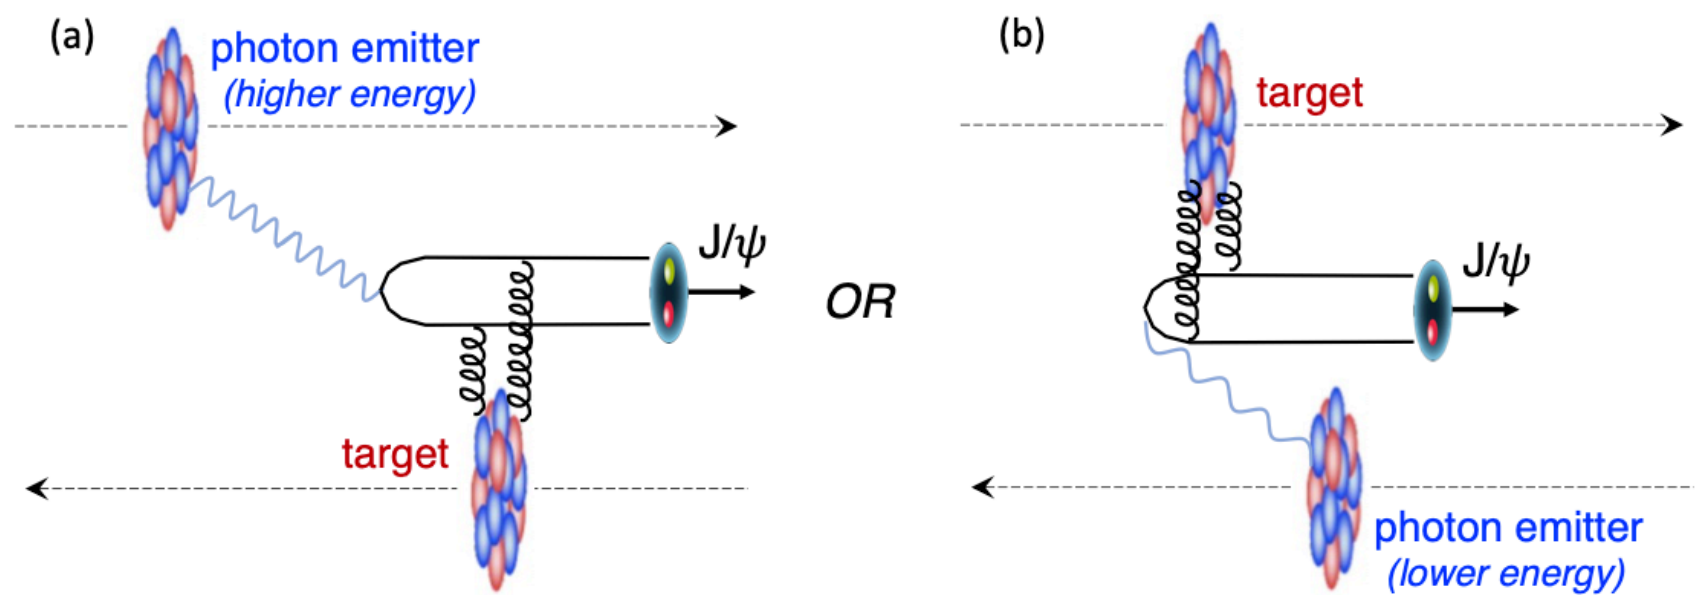 (a)
photon emitter
(higher energy)
J/ψ
target
OR
(b)
target
J/ψ
photon emitter
(lower energy)